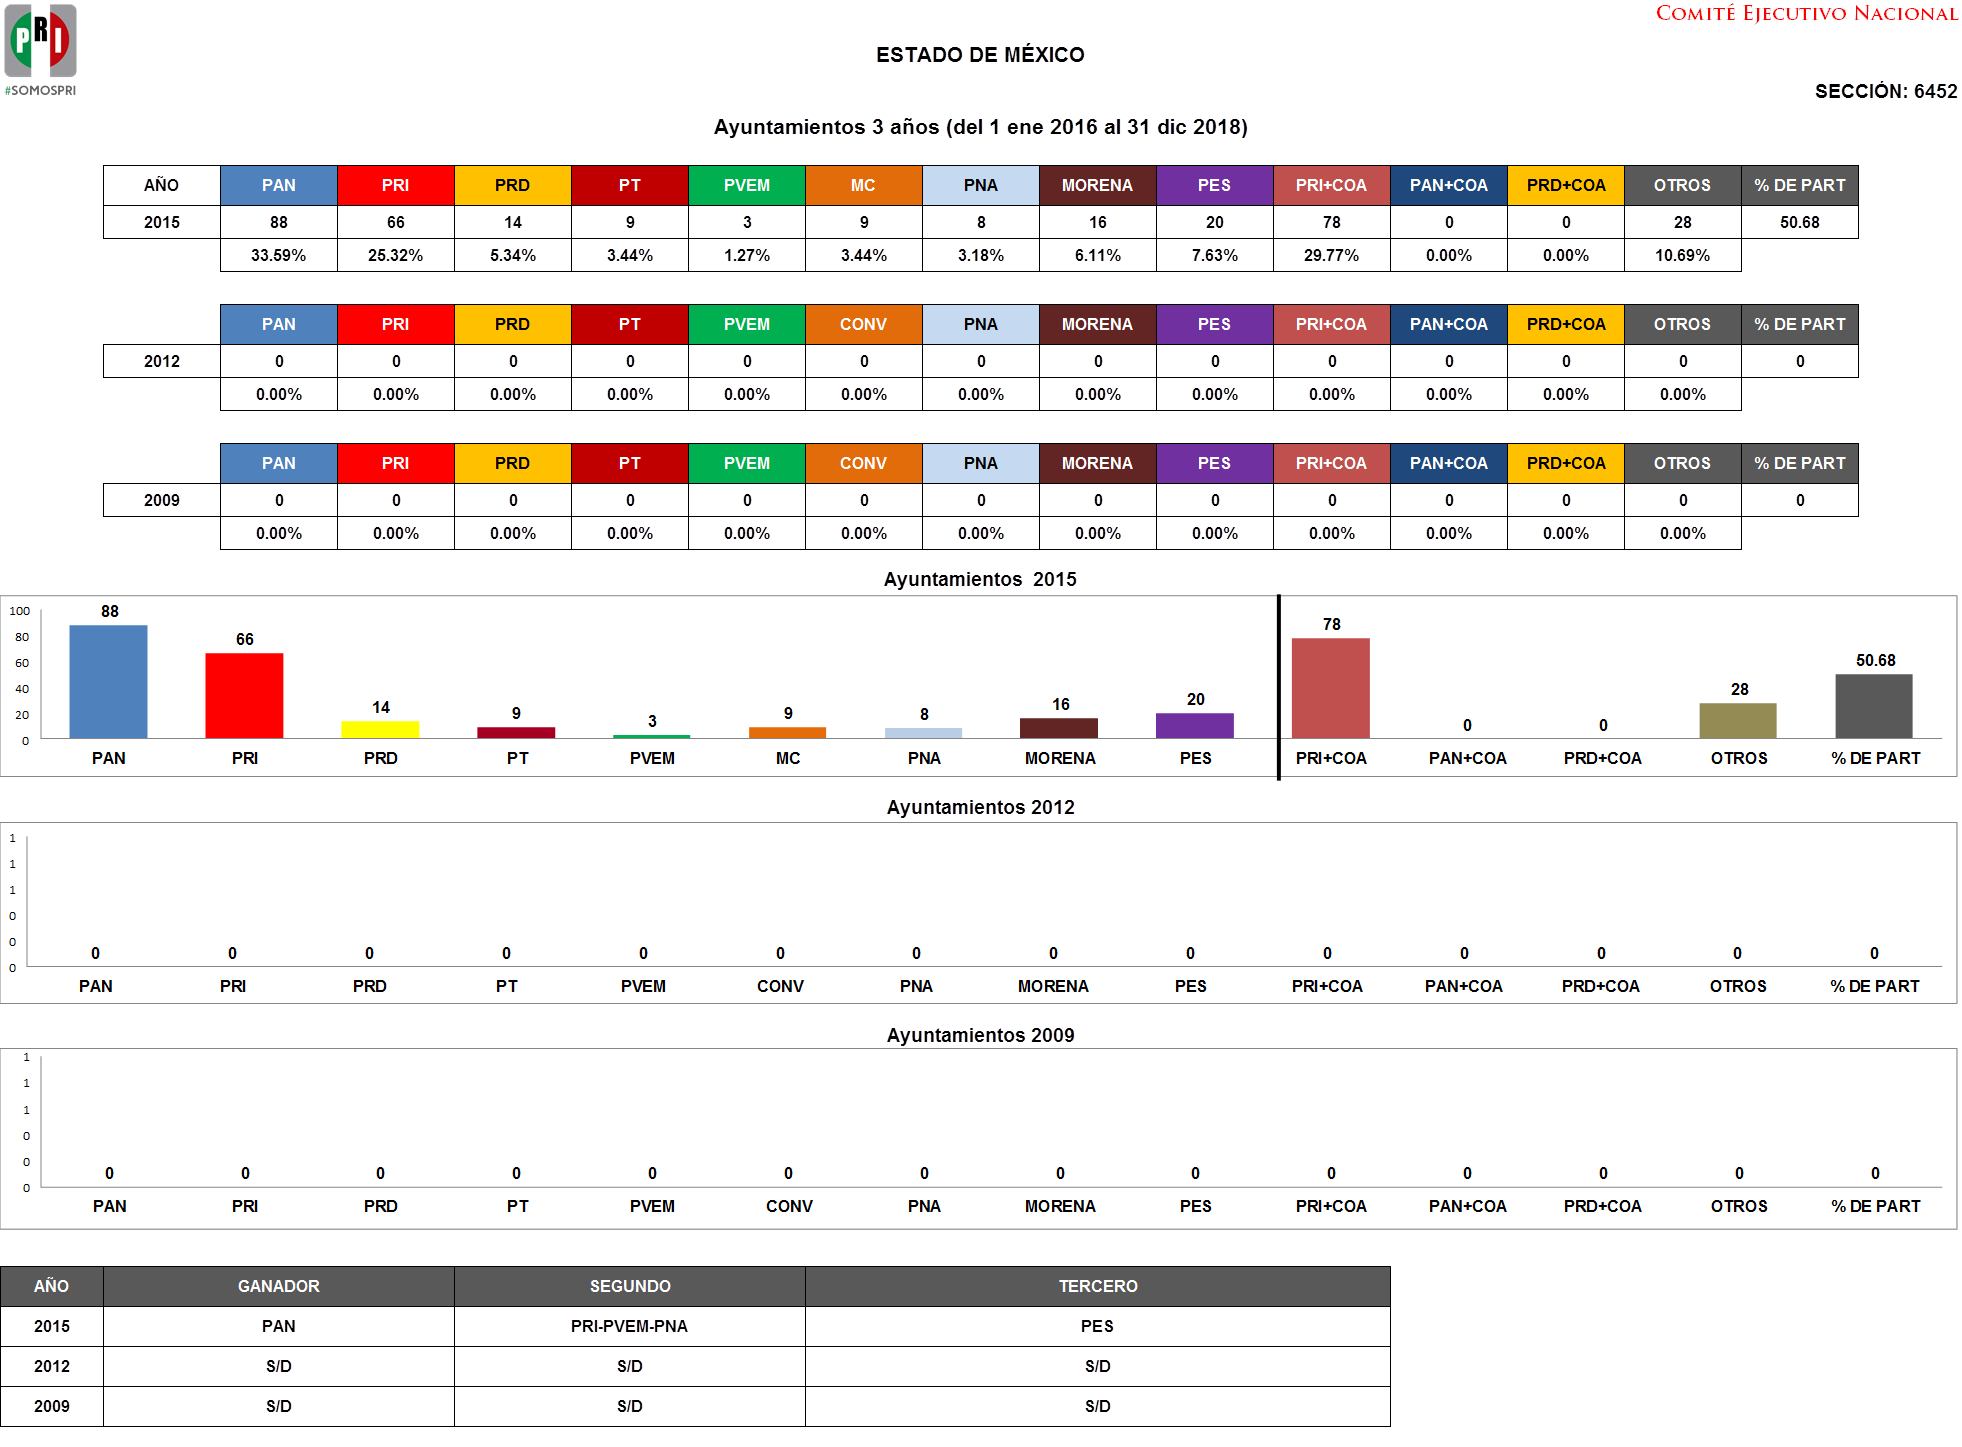 PRI
#SOMOSPRI
COMITÉ EJECUTIVO NACIONAL
ESTADO DE MÉXICO
SECCIÓN: 6452
Ayuntamientos 3 años (del 1 ene 2016 al 31 dic 2018)
AÑO PAN PRI PRD PT PVEM MC PNA MORENA PES PRI+COA PAN+COA PRD+COA OTROS % DE PART
2015 88 66 14 9 3 9 8 16 20 78 0 0 28 50.68
33.59% 25.32% 5.34% 3.44% 1.27% 3.44% 3.18% 6.11% 7.63% 29.77% 0.00% 0.00% 10.69%
PAN PRI PRD PT PVEM CONV PNA MORENA PES PRI+COA PAN+COA PRD+COA OTROS % DE PART
2012 0 0 0 0 0 0 0 0 0 0 0 0 0 0
0.00% 0.00% 0.00% 0.00% 0.00% 0.00% 0.00% 0.00% 0.00% 0.00% 0.00% 0.00% 0.00%
PAN PRI PRD PT PVEM CONV PNA MORENA PES PRI+COA PAN+COA PRD+COA OTROS % DE PART
2009 0 0 0 0 0 0 0 0 0 0 0 0 0 0
0.00% 0.00% 0.00% 0.00% 0.00% 0.00% 0.00% 0.00% 0.00% 0.00% 0.00% 0.00% 0.00%
Ayuntamientos 2015
100
80
60
40
20
0
88 66 14 9 3 9 8 16 20 78 0 0 28 50.68
PAN PRI PRD PT PVEM MC PNA MORENA PES PRI+COA PAN+COA PRD+COA OTROS % DE PART
Ayuntamientos 2012
1
1
1
0
0
0
0 0 0 0 0 0 0 0 0 0 0 0 0 0
PAN PRI PRD PT PVEM CONV PNA MORENA PES PRI+COA PAN+COA PRD+COA OTROS % DE PART
Ayuntamientos 2009
1
1
1
0
0
0
0 0 0 0 0 0 0 0 0 0 0 0 0 0
PAN PRI PRD PT PVEM CONV PNA MORENA PES PRI+COA PAN+COA PRD+COA OTROS % DE PART
AÑO GANADOR SEGUNDO TERCERO
2015 PAN PRI-PVEM-PNA PES
2012 S/D S/D S/D
2009 S/D S/D S/D